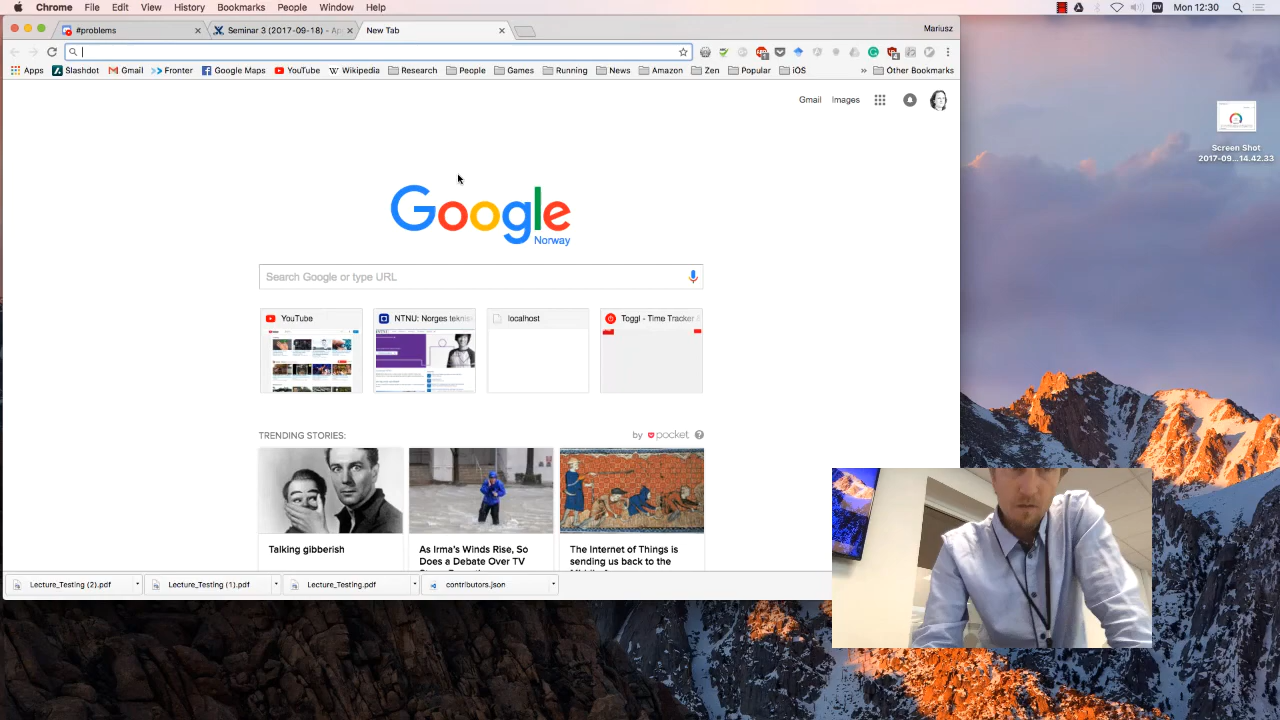 Chrome File Edit View History Bookmarks People Window Help
DV Mon 12:30
#problems
Seminar 3 (2017-09-18) - Ap
New Tab
Mariusz
Apps Slashdot Gmail Fronter Google Maps YouTube Wikipedia Research People Games Running News Amazon Zen Popular iOS » Other Bookmarks
Gmail Images
Screen Shot
2017-09...14.42.33
Google
Norway
Search Google or type URL
YouTube
NTNU: Norges teknis
localhost
Toggl - Time Tracker
TRENDING STORIES:
by pocket ?
Talking gibberish
As Irma's Winds Rise, So
Does a Debate Over TV
The Internet of Things is
sending us back to the
Lecture_Testing (2).pdf
Lecture_Testing (1).pdf
Lecture_Testing.pdf
contributors.json